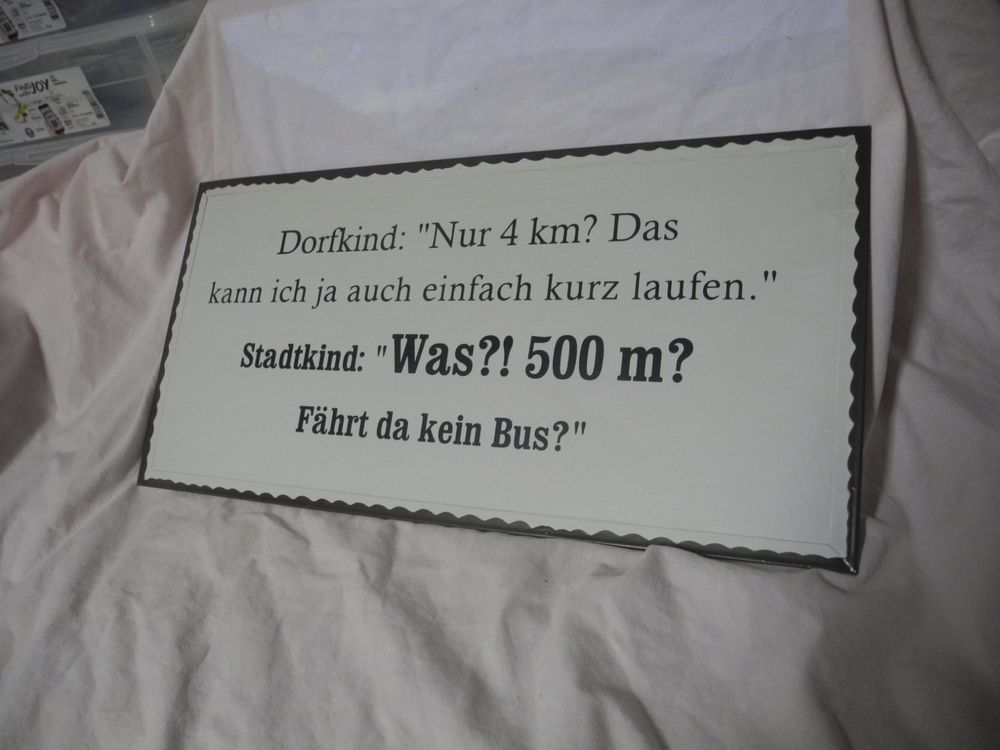 Dorfkind: "Nur 4 km? Das
kann ich ja auch einfach kurz laufen."
Stadtkind: "Was?! 500 m?
Fährt da kein Bus?"
JOY